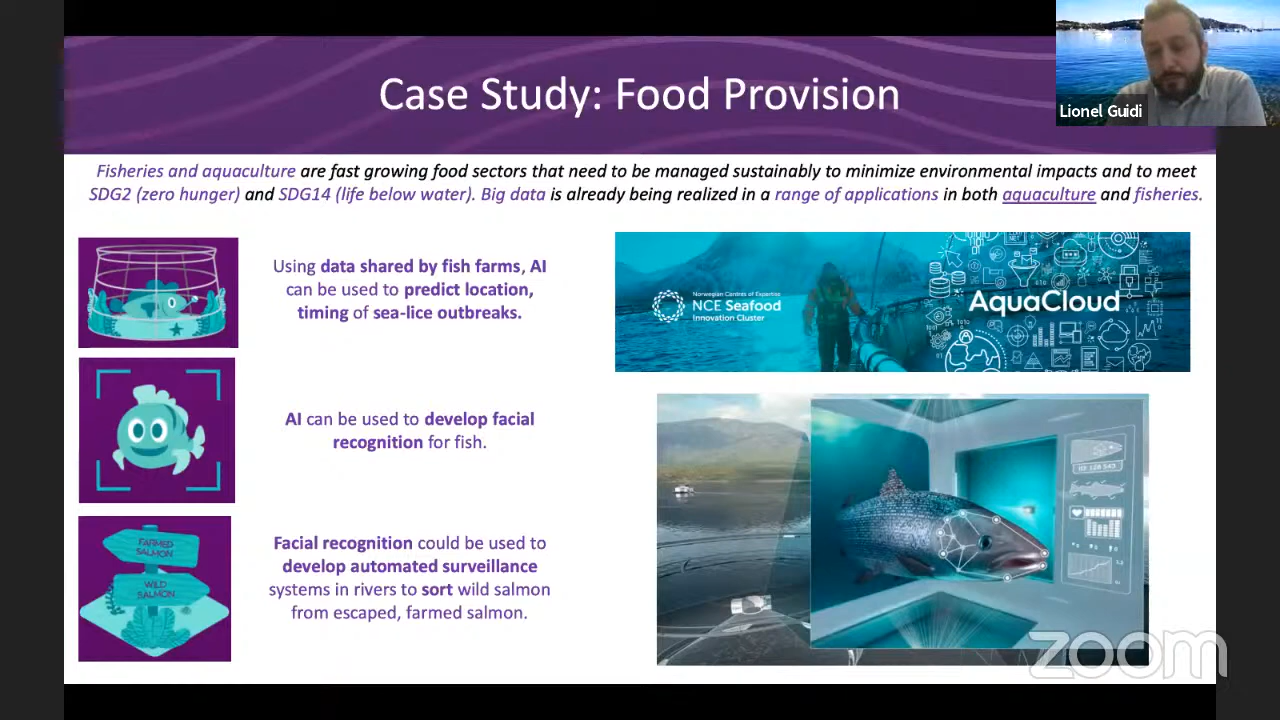 Case Study: Food Provision
Lionel Guidi
Fisheries and aquaculture are fast growing food sectors that need to be managed sustainably to minimize environmental impacts and to meet
SDG2 (zero hunger) and SDG14 (life below water). Big data is already being realized in a range of applications in both aquaculture and fisheries.
Using data shared by fish farms, AI
can be used to predict location,
timing of sea-lice outbreaks.
Norwegian Centres of Expertise
NCE Seafood
Innovation Cluster
AquaCloud
AI can be used to develop facial
recognition for fish.
FARMED
SALMON
WILD
SALMON
Facial recognition could be used to
develop automated surveillance
systems in rivers to sort wild salmon
from escaped, farmed salmon.
zoom